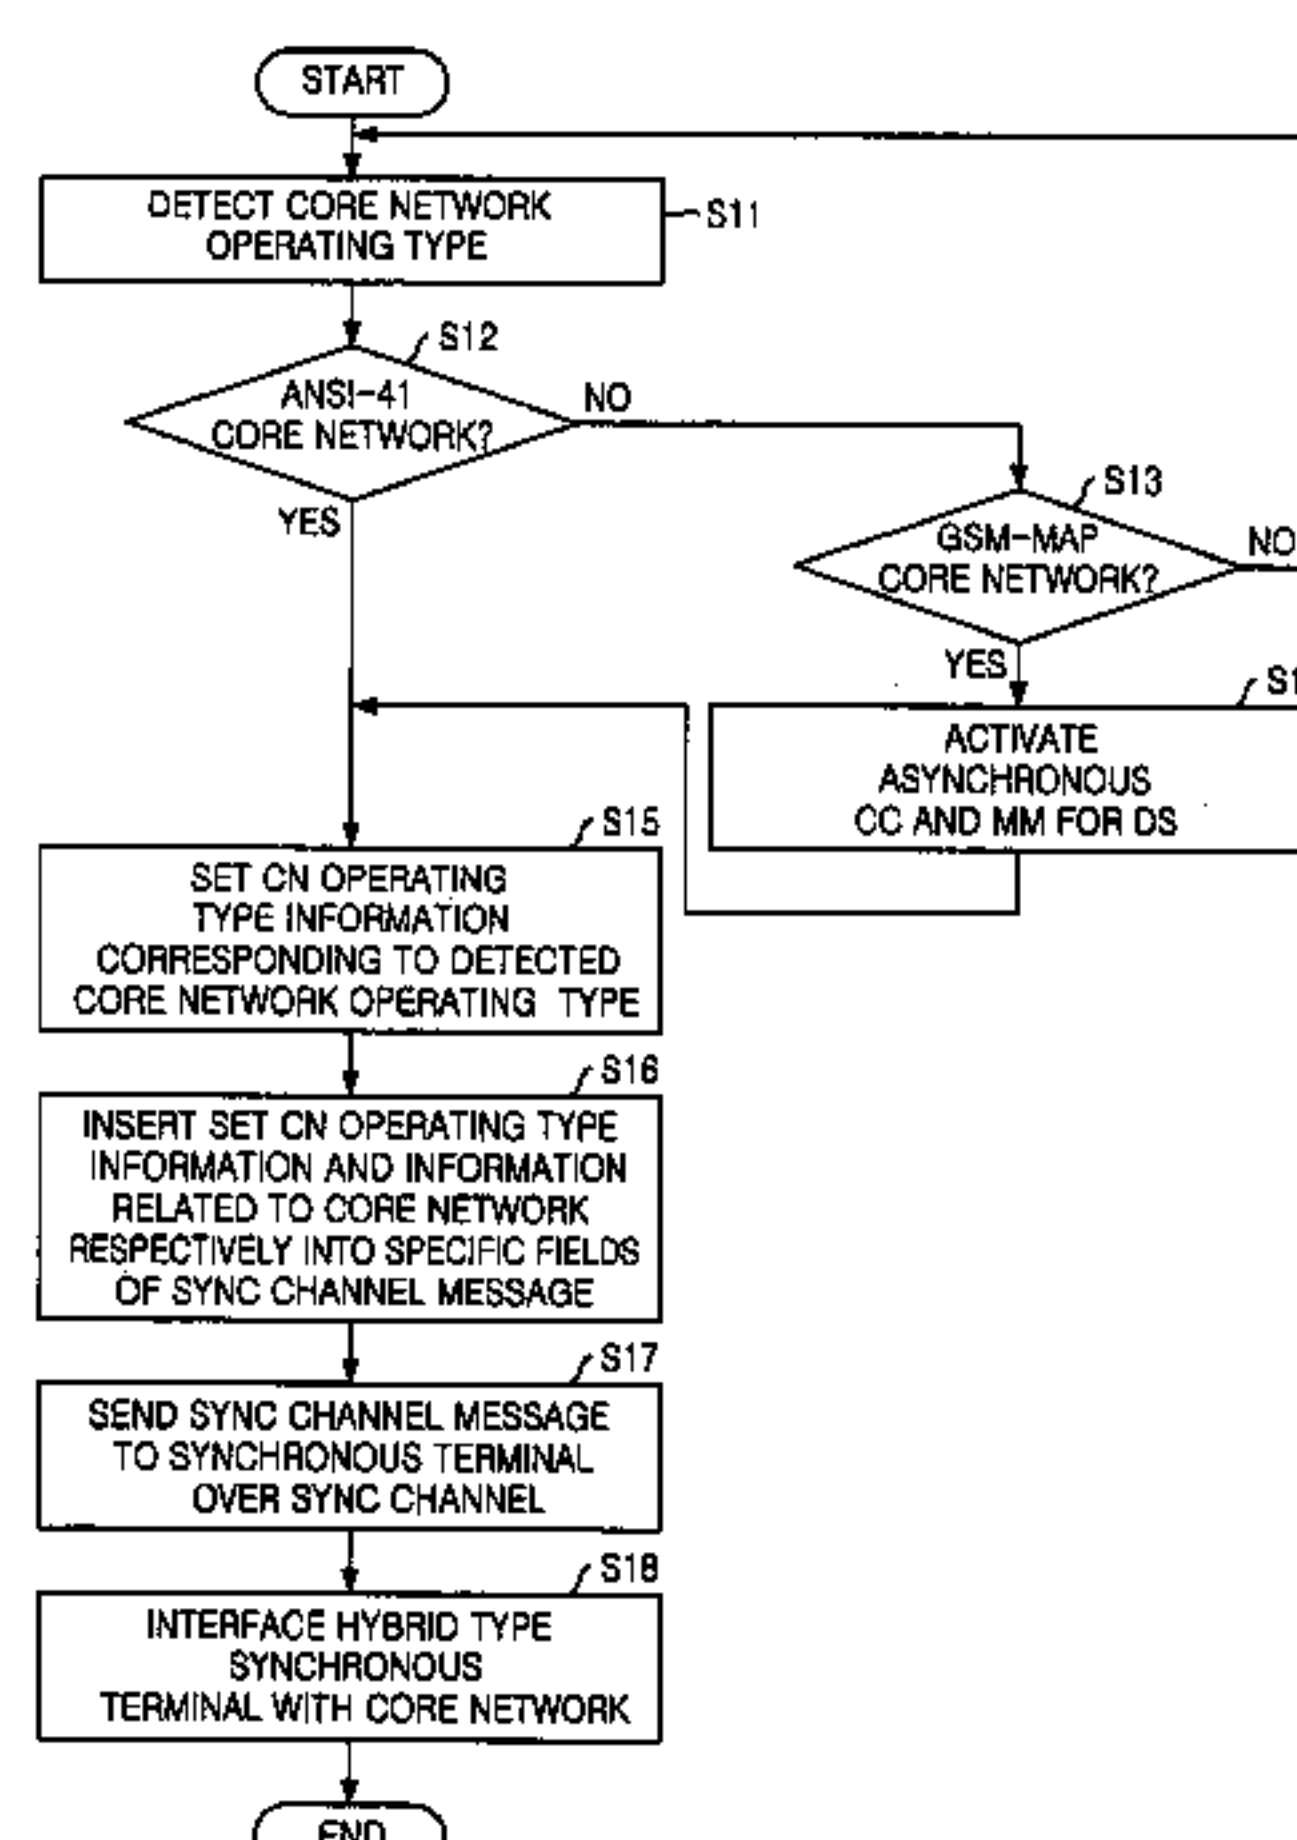 START
DETECT CORE NETWORK
OPERATING TYPE
S11
S12
ANSI-41
CORE NETWORK?
NO
YES
S13
GSM-MAP
CORE NETWORK?
NO
YES
S1
ACTIVATE
ASYNCHRONOUS
CC AND MM FOR DS
S15
SET CN OPERATING
TYPE INFORMATION
CORRESPONDING TO DETECTED
CORE NETWORK OPERATING TYPE
S16
INSERT SET CN OPERATING TYPE
INFORMATION AND INFORMATION
RELATED TO CORE NETWORK
RESPECTIVELY INTO SPECIFIC FIELDS
OF SYNC CHANNEL MESSAGE
S17
SEND SYNC CHANNEL MESSAGE
TO SYNCHRONOUS TERMINAL
OVER SYNC CHANNEL
S18
INTERFACE HYBRID TYPE
SYNCHRONOUS
TERMINAL WITH CORE NETWORK
END